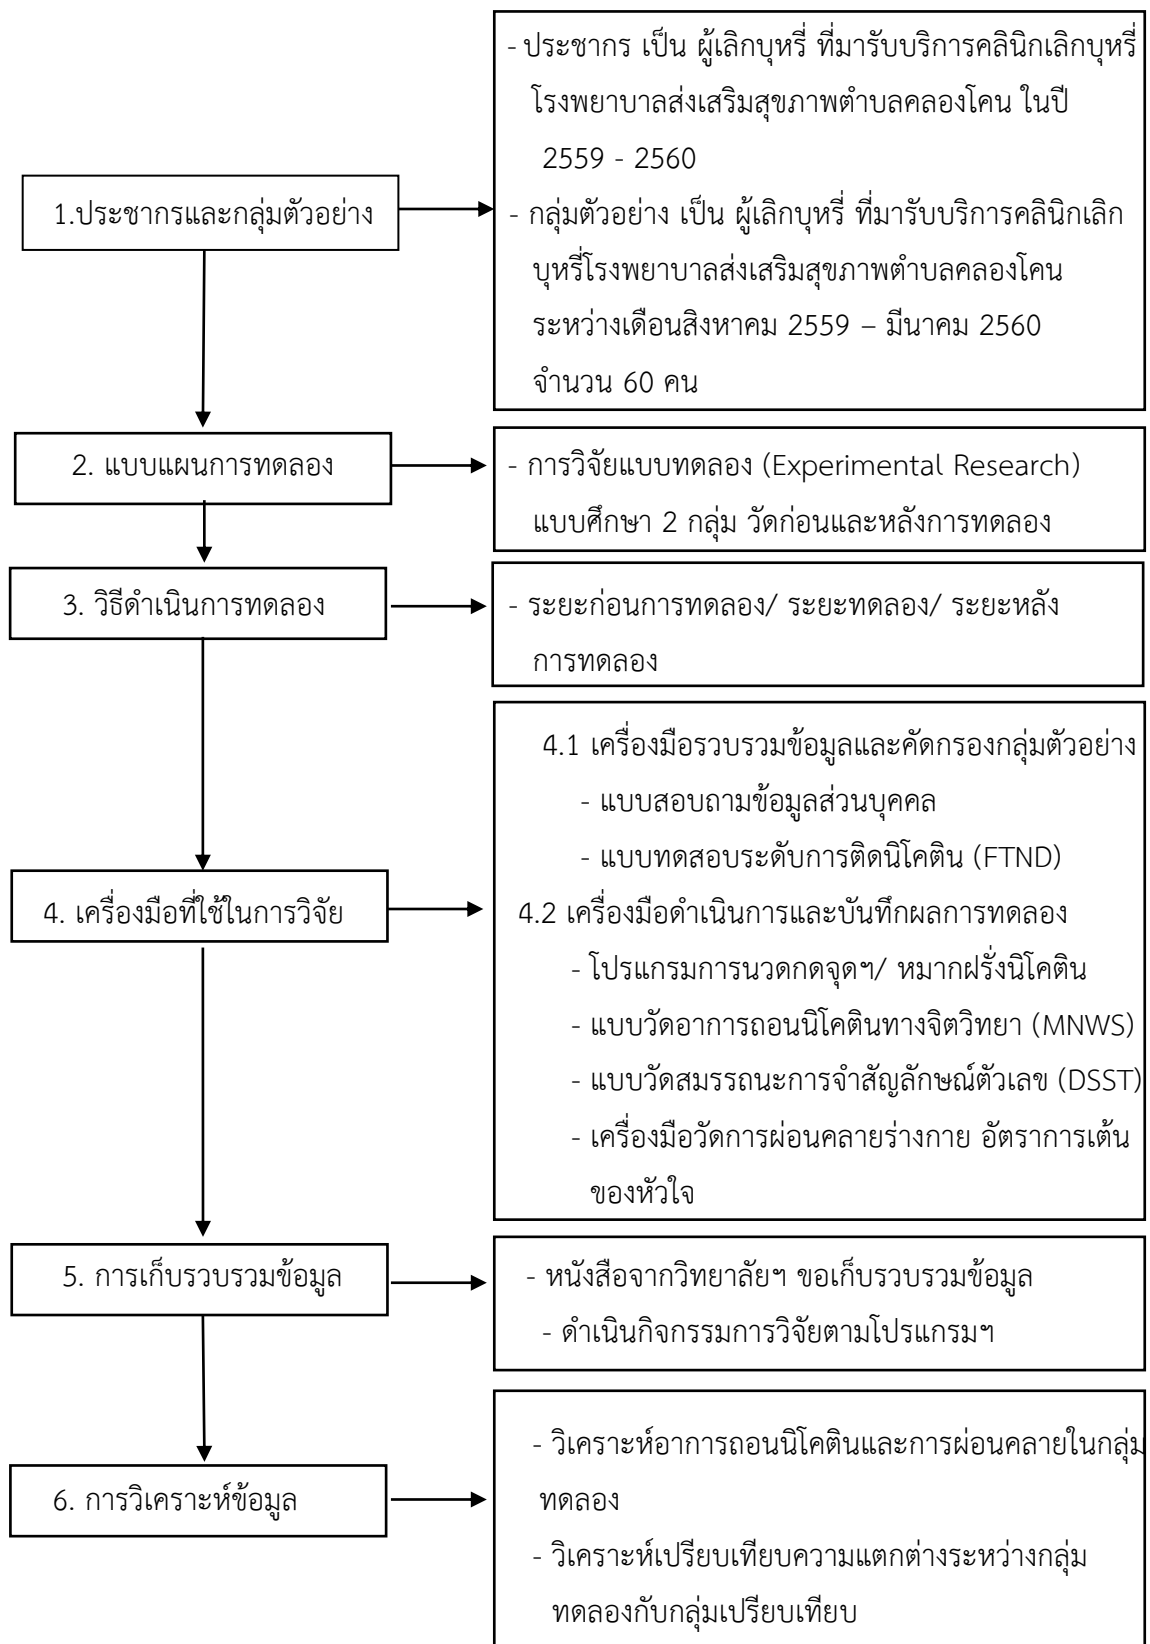 - ประชากร เป็น ผู้เลิกบุหรี่ ที่มารับบริการคลินิกเลิกบุหรี่
โรงพยาบาลส่งเสริมสุขภาพตำบลคลองโคน ในปี
2559 - 2560
1.ประชากรและกลุ่มตัวอย่าง
- กลุ่มตัวอย่าง เป็น ผู้เลิกบุหรี่ ที่มารับบริการคลินิกเลิก
บุหรี่โรงพยาบาลส่งเสริมสุขภาพตำบลคลองโคน
ระหว่างเดือนสิงหาคม 2559 – มีนาคม 2560
จำนวน 60 คน
2. แบบแผนการทดลอง
- การวิจัยแบบทดลอง (Experimental Research)
แบบศึกษา 2 กลุ่ม วัดก่อนและหลังการทดลอง
3. วิธีดำเนินการทดลอง
- ระยะก่อนการทดลอง/ ระยะทดลอง/ ระยะหลัง
การทดลอง
4. เครื่องมือที่ใช้ในการวิจัย
4.1 เครื่องมือรวบรวมข้อมูลและคัดกรองกลุ่มตัวอย่าง
- แบบสอบถามข้อมูลส่วนบุคคล
- แบบทดสอบระดับการติดนิโคติน (FTND)
4.2 เครื่องมือดำเนินการและบันทึกผลการทดลอง
- โปรแกรมการนวดกดจุดฯ/ หมากฝรั่งนิโคติน
- แบบวัดอาการถอนนิโคตินทางจิตวิทยา (MNWS)
- แบบวัดสมรรถนะการจำสัญลักษณ์ตัวเลข (DSST)
- เครื่องมือวัดการผ่อนคลายร่างกาย อัตราการเต้น
ของหัวใจ
5. การเก็บรวบรวมข้อมูล
- หนังสือจากวิทยาลัยฯ ขอเก็บรวบรวมข้อมูล
- ดำเนินกิจกรรมการวิจัยตามโปรแกรมฯ
6. การวิเคราะห์ข้อมูล
- วิเคราะห์อาการถอนนิโคตินและการผ่อนคลายในกลุ่ม
ทดลอง
- วิเคราะห์เปรียบเทียบความแตกต่างระหว่างกลุ่ม
ทดลองกับกลุ่มเปรียบเทียบ